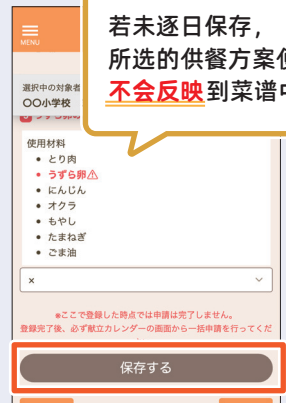 若未逐日保存，
所选的供餐方案
不会反映到菜谱
MENU
選択中の対象者
〇〇小学校
使用材料
• とり肉
• うずら卵⚠
• にんじん
• オクラ
• もやし
• たまねぎ
• ごま油
×
※ここで登録した時点では申請は完了しません。
登録完了後、必ず献立カレンダーの画面から一括申請を行ってくだ
保存する